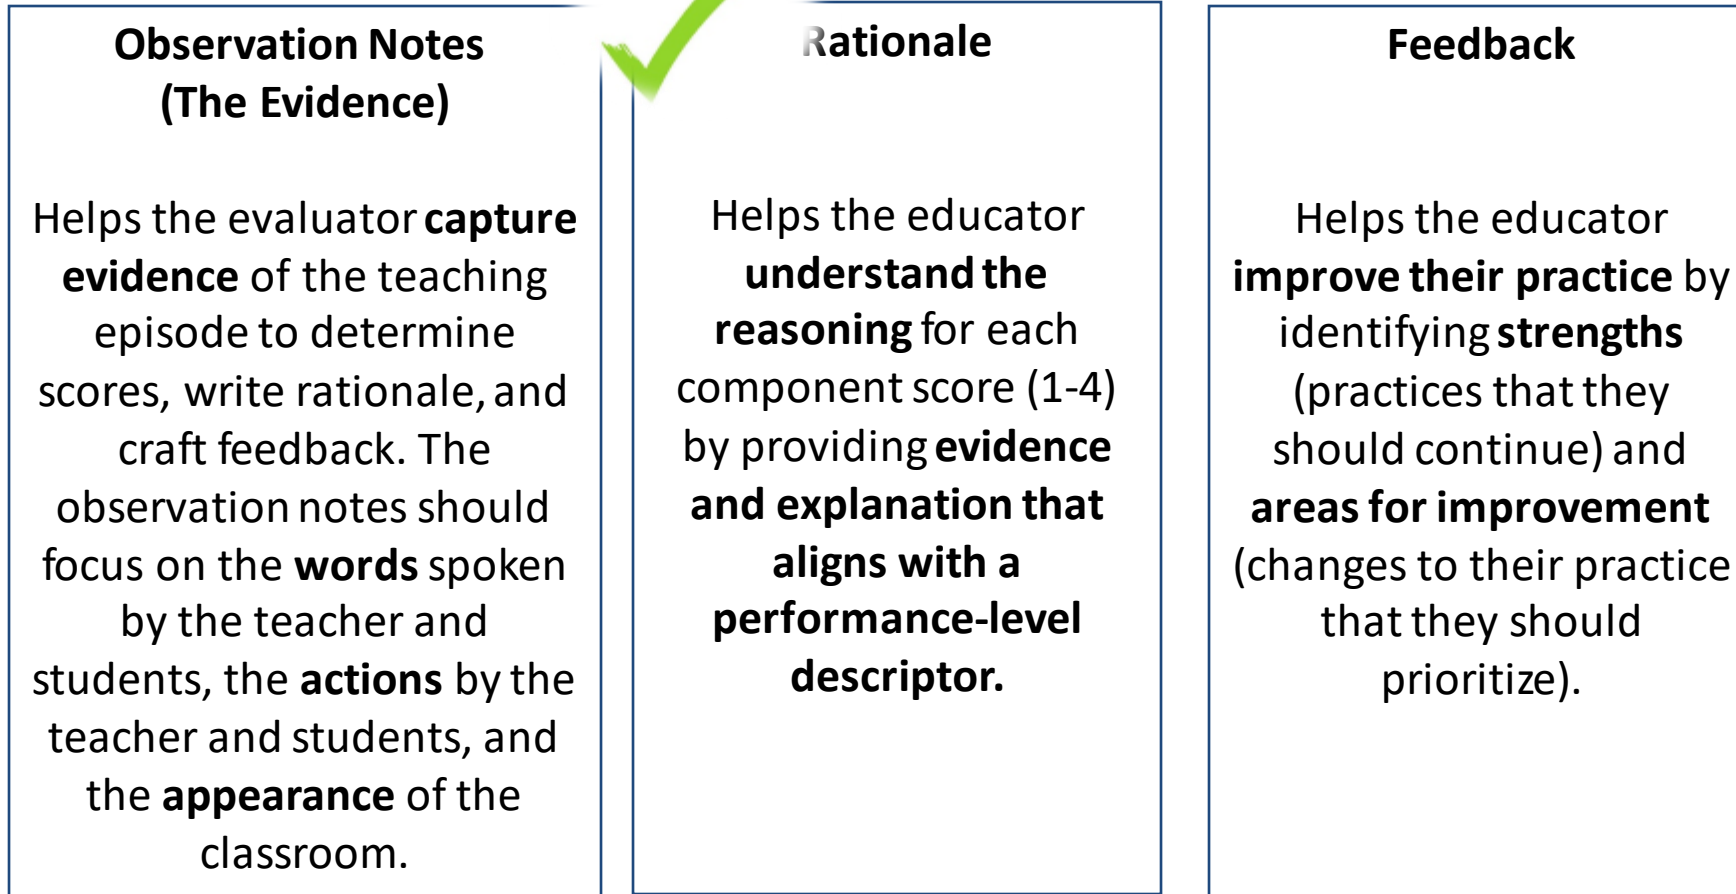 Observation Notes
(The Evidence)
Helps the evaluator capture
evidence of the teaching
episode to determine
scores, write rationale, and
craft feedback. The
observation notes should
focus on the words spoken
by the teacher and
students, the actions by the
teacher and students, and
the appearance of the
classroom.
Rationale
Helps the educator
understand the
reasoning for each
component score (1-4)
by providing evidence
and explanation that
aligns with a
performance-level
descriptor.
Feedback
Helps the educator
improve their practice by
identifying strengths
(practices that they
should continue) and
areas for improvement
(changes to their practice
that they should
prioritize).